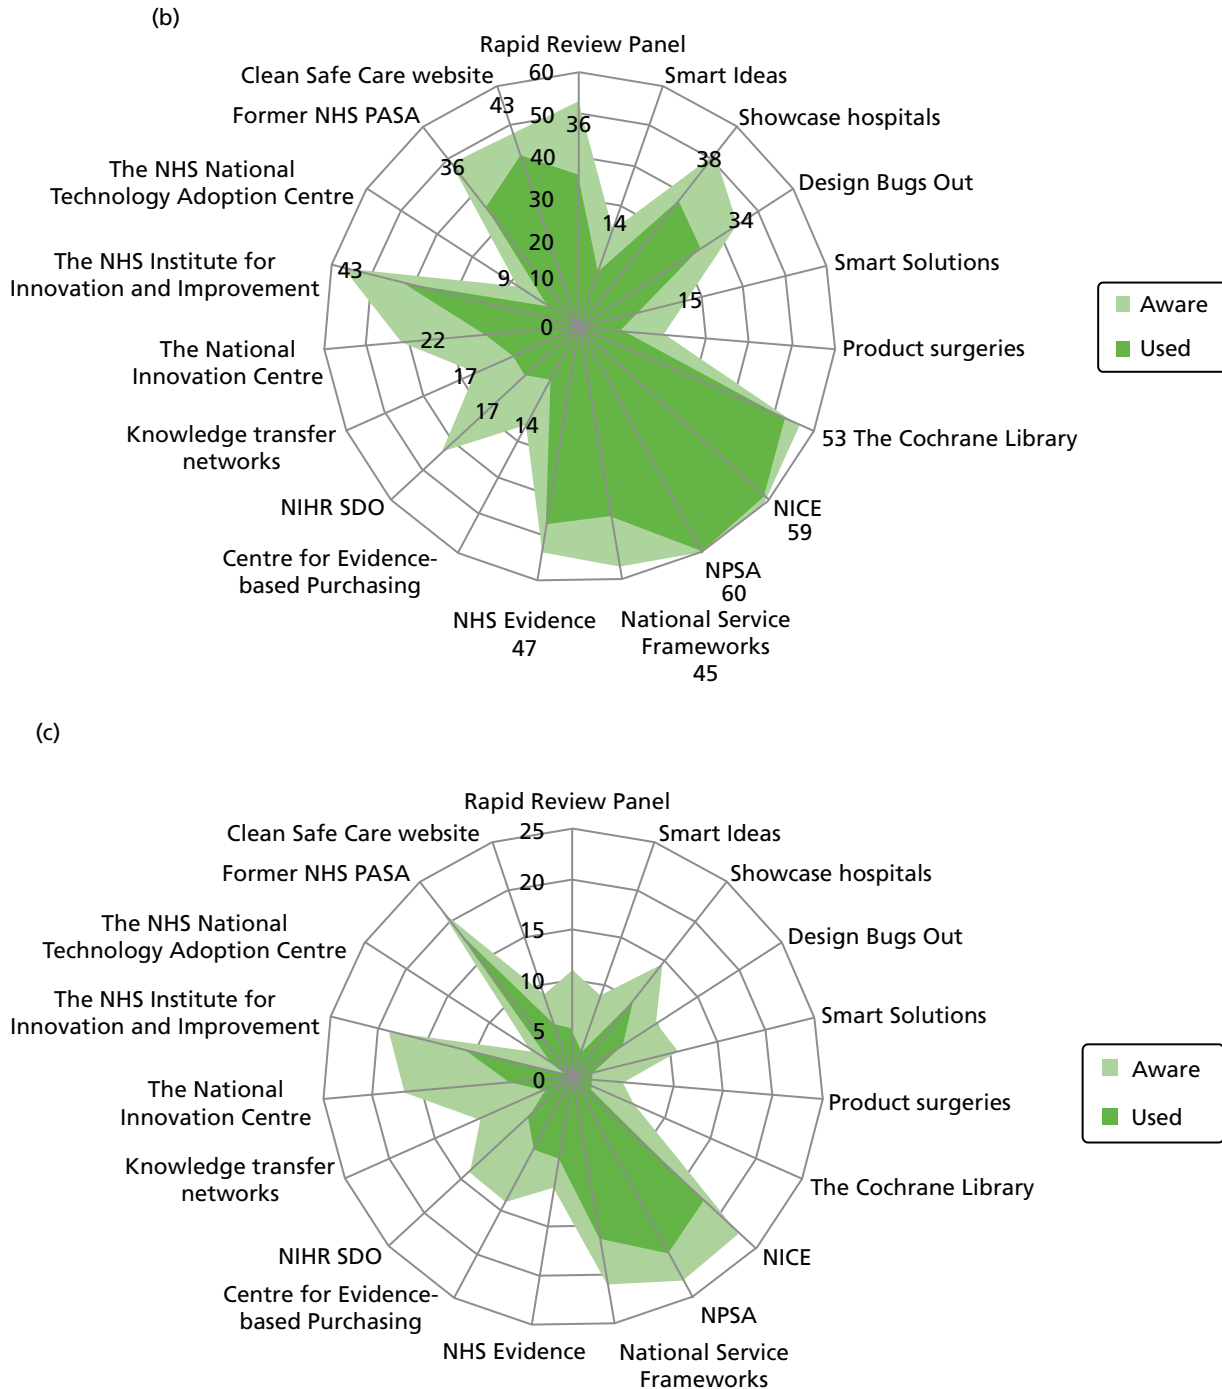 (b)
Rapid Review Panel
Clean Safe Care website
60
Smart Ideas
43
50
36
Former NHS PASA
Showcase hospitals
36
40
38
The NHS National
Technology Adoption Centre
Design Bugs Out
30
14
34
20
The NHS Institute for
Innovation and Improvement
43
9
10
15
Smart Solutions
0
The National
Innovation Centre
22
Product surgeries
Aware
Used
17
Knowledge transfer
networks
17
14
53 The Cochrane Library
NIHR SDO
NICE
59
Centre for Evidence-
based Purchasing
NPSA
60
NHS Evidence
47
National Service
Frameworks
45
(c)
Rapid Review Panel
Clean Safe Care website
25
Smart Ideas
Former NHS PASA
20
Showcase hospitals
The NHS National
Technology Adoption Centre
15
Design Bugs Out
10
The NHS Institute for
Innovation and Improvement
5
Smart Solutions
0
The National
Innovation Centre
Product surgeries
Aware
Used
Knowledge transfer
networks
The Cochrane Library
NIHR SDO
NICE
Centre for Evidence-
based Purchasing
NPSA
NHS Evidence
National Service
Frameworks